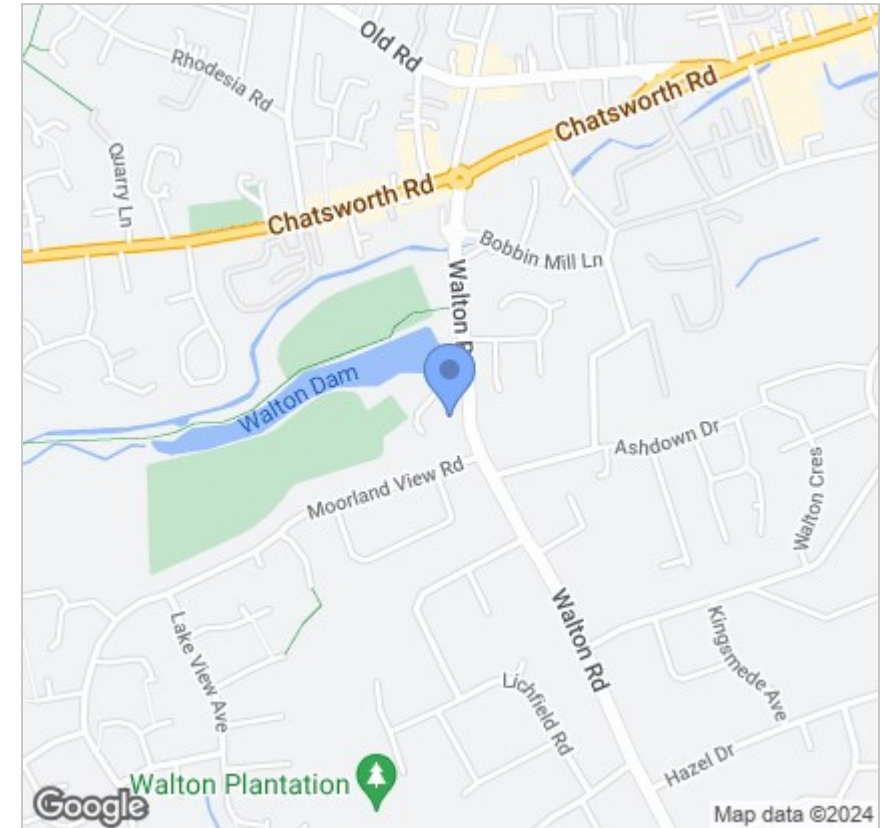 Old Rd
Rhodesia Rd
Chatsworth Rd
Quarry Ln
Chatsworth Rd
Bobbin Mill Ln
Walton R
Walton Dam
Ashdown Dr
Moorland View Rd
Walton Cres
Walton Rd
Kingsmede Ave
Lake View Ave
Lichfield Rd
Hazel Dr
Walton Plantation
Google
Map data ©2024